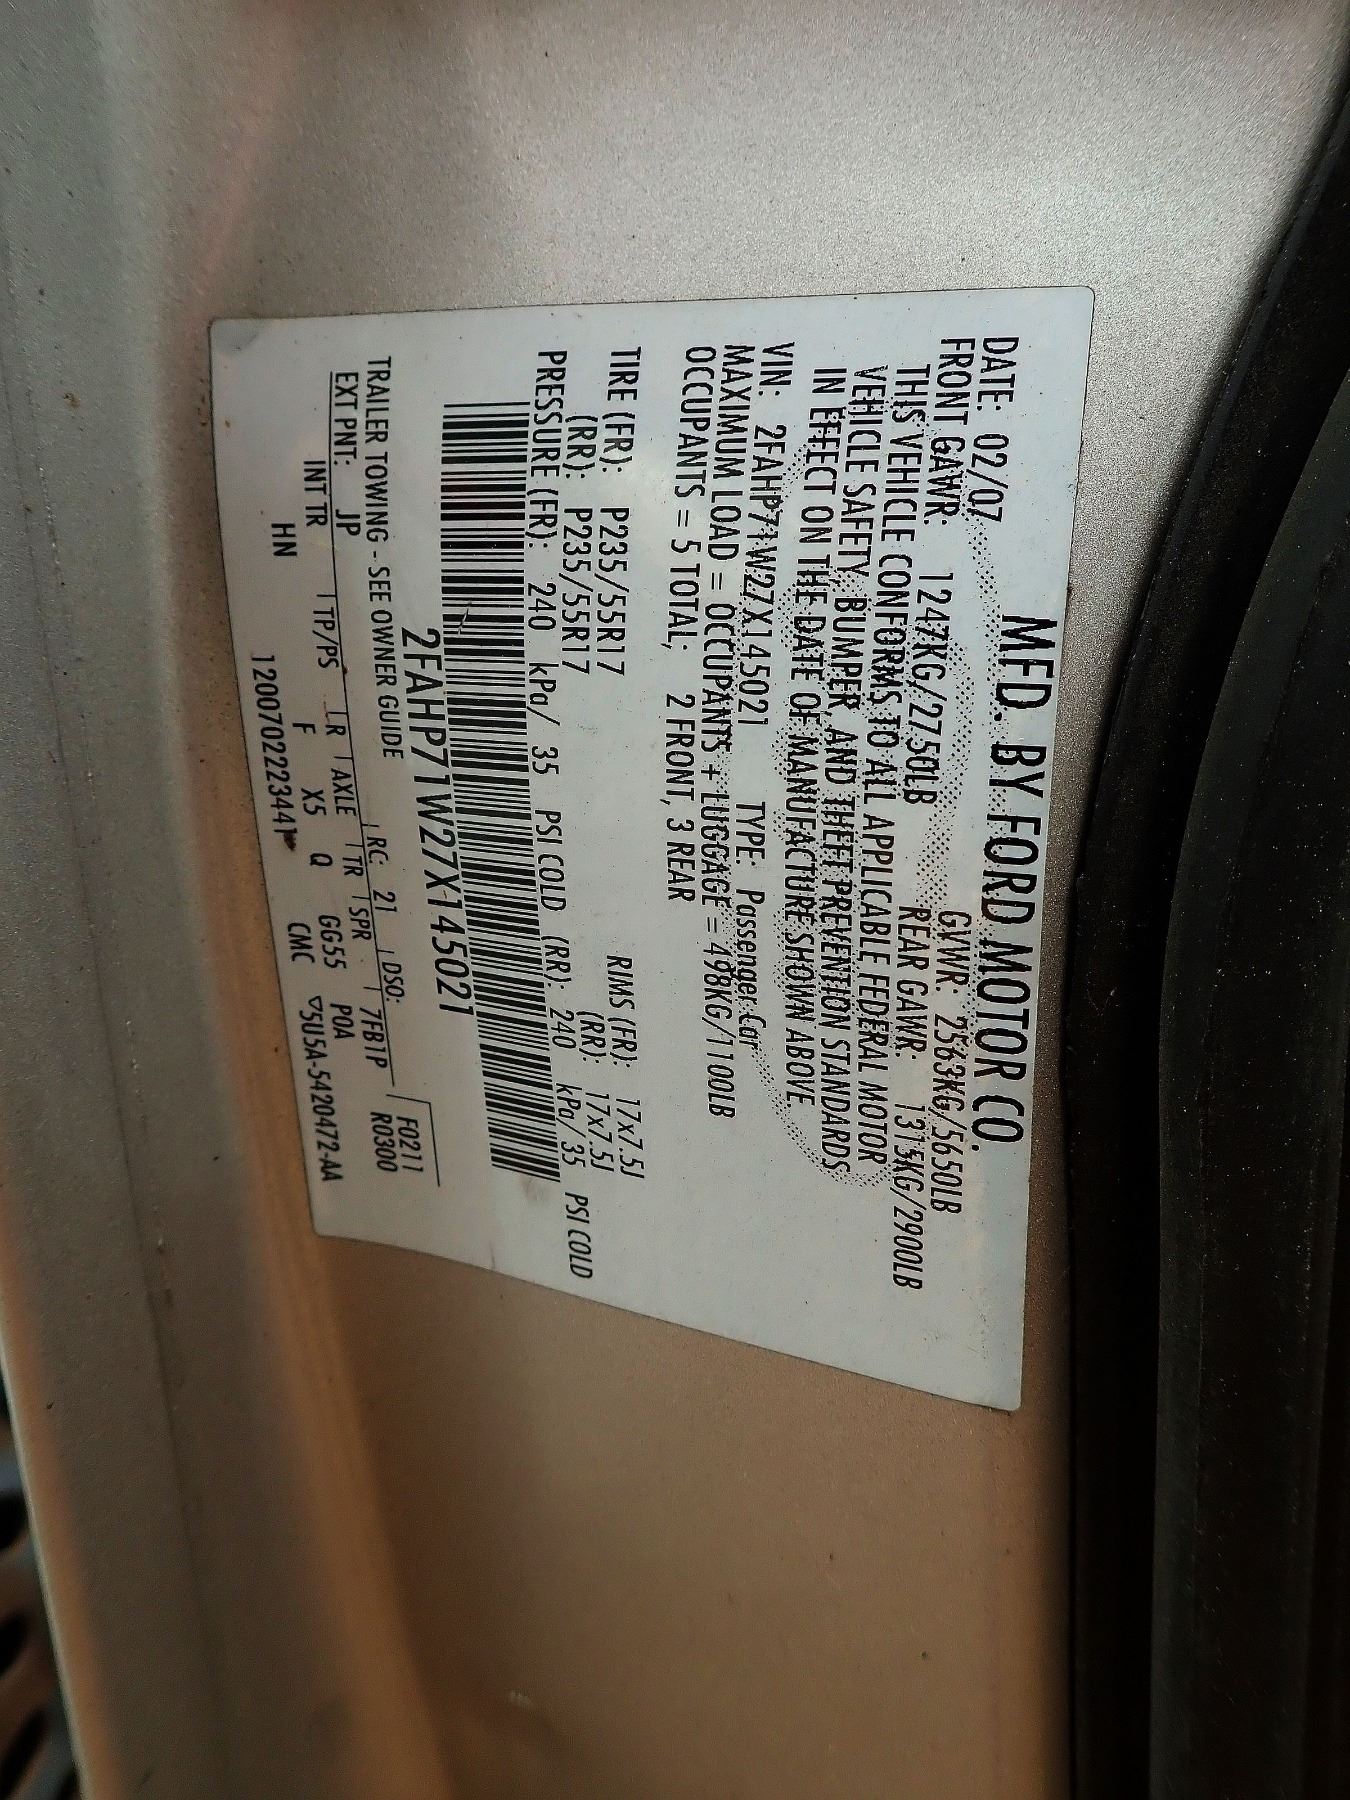 MFD. BY FORD MOTOR CO.
DATE: 02/07 GVWR: 2563KG/5650LB
FRONT GAWR: 1247KG/2750LB REAR GAWR: 1315KG/2900LB
THIS VEHICLE CONFORMS TO ALL APPLICABLE FEDERAL MOTOR
VEHICLE SAFETY, BUMPER, AND THEFT PREVENTION STANDARDS
IN EFFECT ON THE DATE OF MANUFACTURE SHOWN ABOVE.
VIN: 2FAHP71W27X145021 TYPE: Passenger Car
MAXIMUM LOAD = OCCUPANTS + LUGGAGE = 498KG/1100LB
OCCUPANTS = 5 TOTAL, 2 FRONT, 3 REAR
TIRE (FR): P235/55R17 RIMS (FR): 17x7.5J
(RR): P235/55R17 (RR): 17x7.5J
PRESSURE (FR): 240 kPa/ 35 PSI COLD (RR): 240 kPa/ 35 PSI COLD
2FAHP71W27X145021
TRAILER TOWING - SEE OWNER GUIDE F0211
EXT PNT: JP RC: 21 DSO: R0300
INT TR TP/PS R AXLE TR SPR 7FB1P
HN F X5 Q GG55 P0A
1200702223441 CMC ▽5U5A-5420472-AA